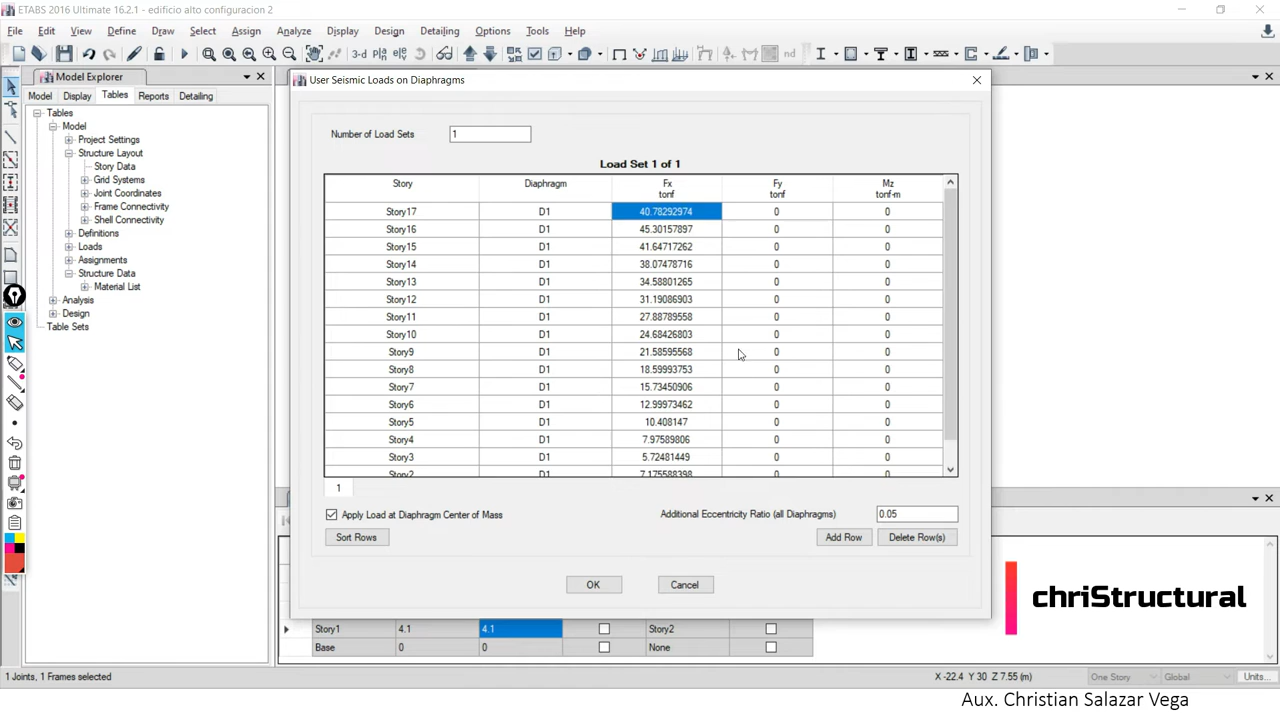 ETABS 2016 Ultimate 16.2.1 - edificio alto configuracion 2
File Edit View Define Draw Select Assign Analyze Display Design Detailing Options Tools Help
3-d nd
Model Explorer
Model Display Tables Reports Detailing
Tables
Model
Project Settings
Structure Layout
Story Data
Grid Systems
Joint Coordinates
Frame Connectivity
Shell Connectivity
Definitions
Loads
Assignments
Structure Data
Material List
Analysis
Design
Table Sets
User Seismic Loads on Diaphragms
Number of Load Sets 1
Load Set 1 of 1
Story Diaphragm Fx Fy Mz
tonf tonf tonf-m
Story17 D1 40.78292974 0 0
Story16 D1 45.30157897 0 0
Story15 D1 41.64717262 0 0
Story14 D1 38.07478716 0 0
Story13 D1 34.58801265 0 0
Story12 D1 31.19086903 0 0
Story11 D1 27.88789558 0 0
Story10 D1 24.68426803 0 0
Story9 D1 21.58595568 0 0
Story8 D1 18.59993753 0 0
Story7 D1 15.73450906 0 0
Story6 D1 12.99973462 0 0
Story5 D1 10.408147 0 0
Story4 D1 7.97589806 0 0
Story3 D1 5.72481449 0 0
Story2 D1 7.175588398 0 0
1
Apply Load at Diaphragm Center of Mass Additional Eccentricity Ratio (all Diaphragms) 0.05
Sort Rows Add Row Delete Row(s)
OK Cancel
Story1 4.1 4.1 Story2
Base 0 0 None
chriStructural
1 Joints, 1 Frames selected X -22.4 Y 30 Z 7.55 (m) One Story Global Units...
Aux. Christian Salazar Vega